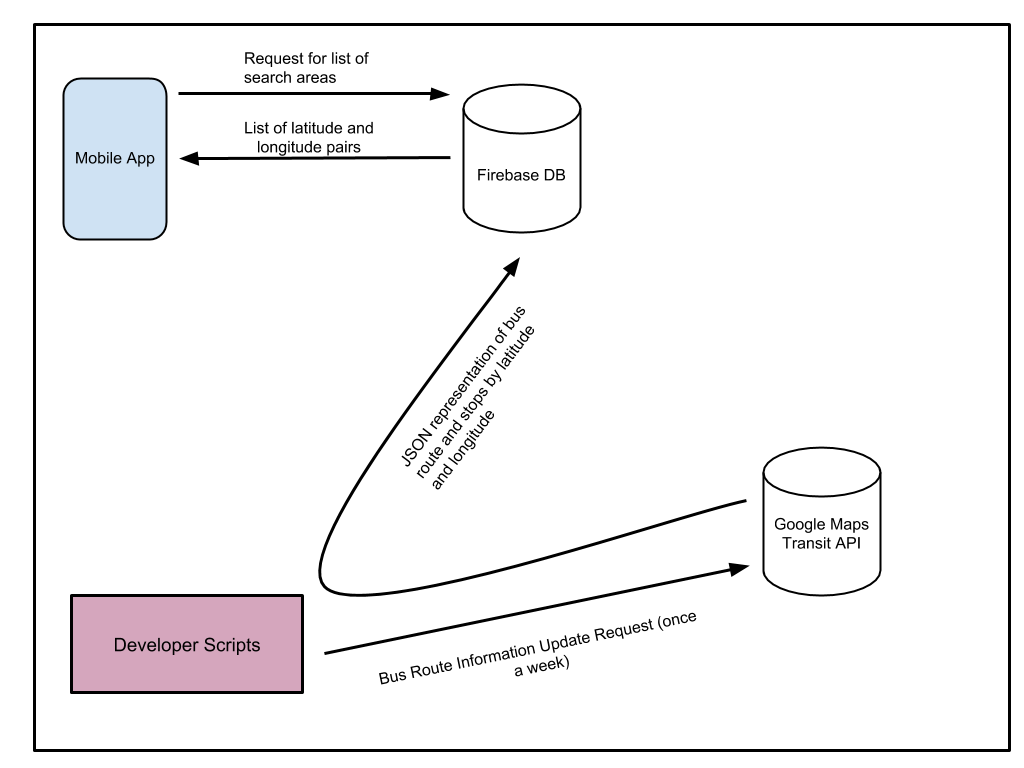 Request for list of
search areas
Mobile App
List of latitude and
longitude pairs
Firebase DB
JSON representation of bus
route and stops by latitude
and longitude
Google Maps
Transit API
Developer Scripts
Bus Route Information Update Request (once
a week)